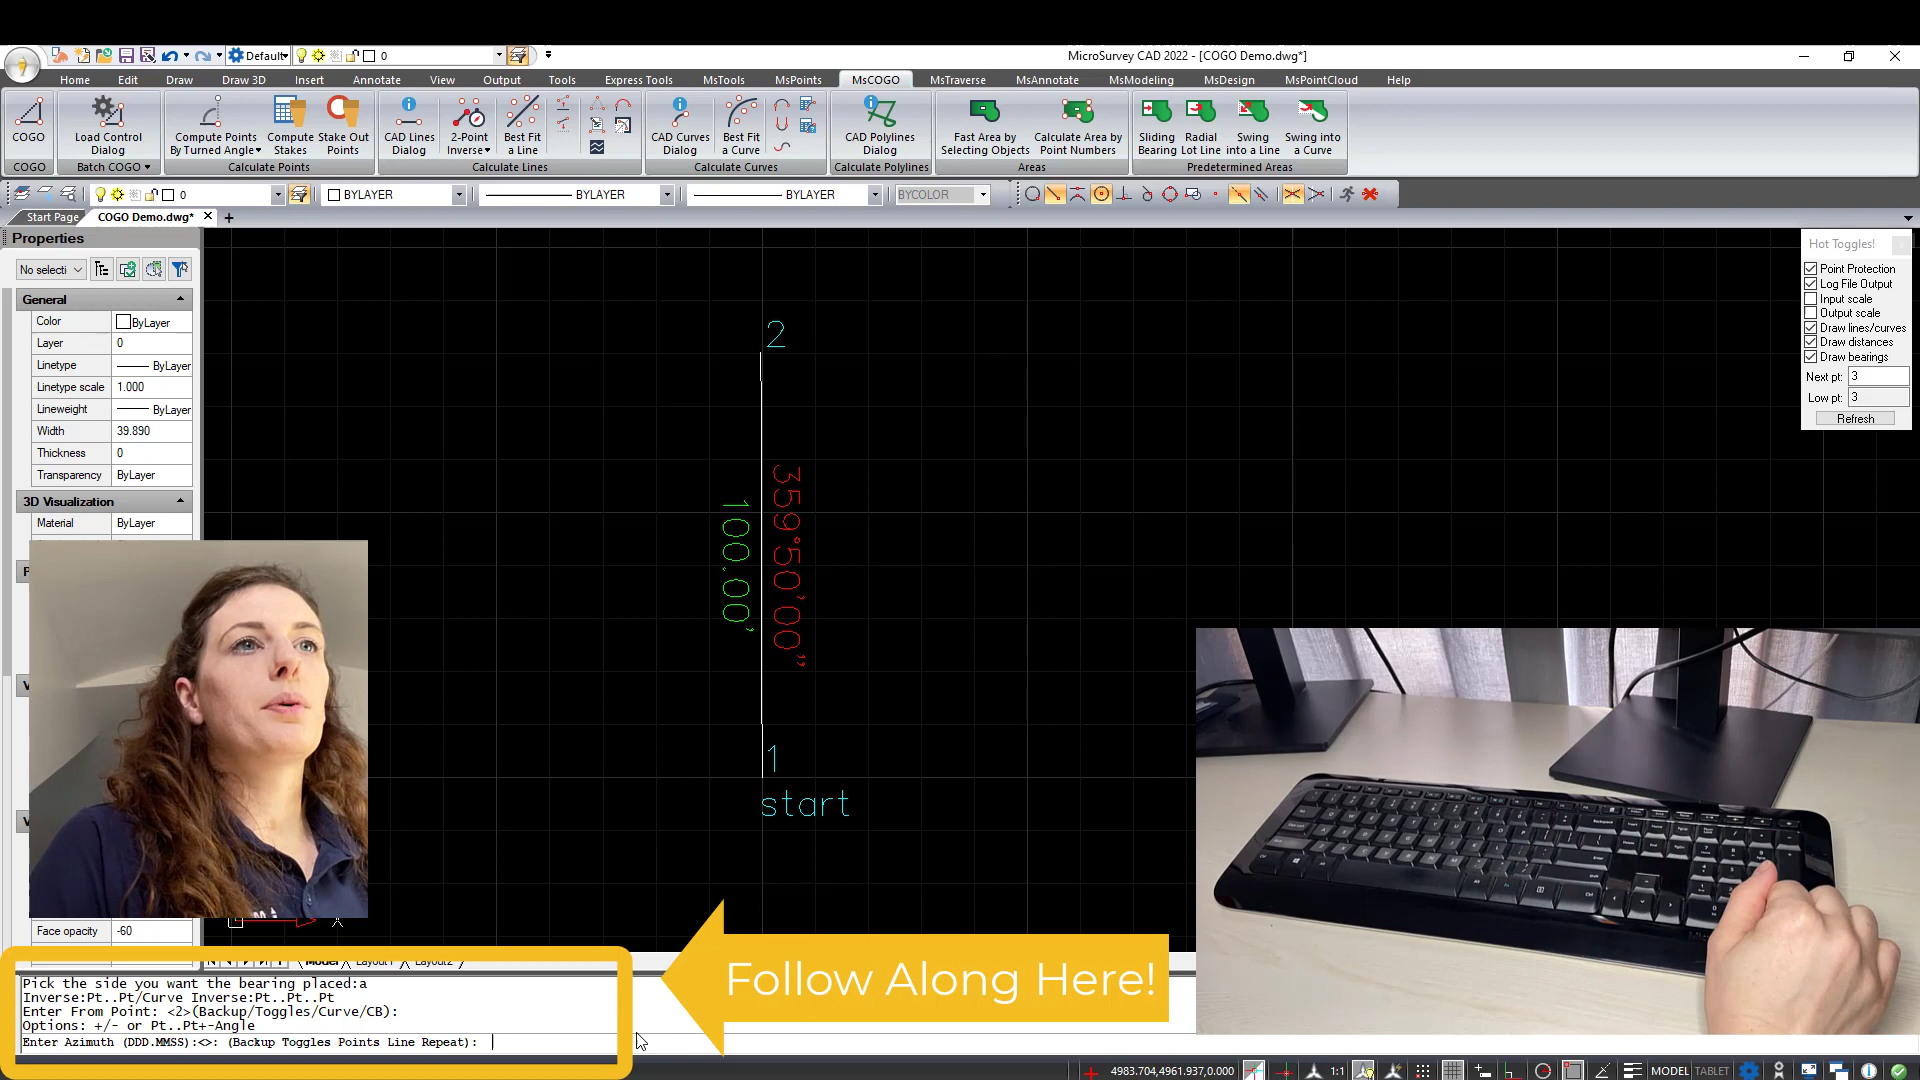 Default
0
MicroSurvey CAD 2022 - [COGO Demo.dwg*]
Home Edit Draw Draw 3D Insert Annotate View Output Tools Express Tools MsTools MsPoints MsCOGO MsTraverse MsAnnotate MsModeling MsDesign MsPointCloud Help
COGO
Load Control Dialog
Compute Points By Turned Angle
Compute Stakes
Stake Out Points
CAD Lines Dialog
2-Point Inverse
Best Fit a Line
CAD Curves Dialog
Best Fit a Curve
CAD Polylines Dialog
Fast Area by Selecting Objects
Calculate Area by Point Numbers
Sliding Bearing
Radial Lot Line
Swing into a Line
Swing into a Curve
COGO Batch COGO Calculate Points Calculate Lines Calculate Curves Calculate Polylines Areas Predetermined Areas
0 BYLAYER BYLAYER BYLAYER BYCOLOR
Start Page COGO Demo.dwg*
Properties
No selecti
General
Color ByLayer
Layer 0
Linetype ByLayer
Linetype scale 1.000
Lineweight ByLayer
Width 39.890
Thickness 0
Transparency ByLayer
3D Visualization
Material ByLayer
Face opacity -60
Hot Toggles!
Point Protection
Log File Output
Input scale
Output scale
Draw lines/curves
Draw distances
Draw bearings
Next pt: 3
Low pt: 3
Refresh
2
100.00'
359°50'00"
1
start
X
Model Layout1 Layout2
Pick the side you want the bearing placed:a
Inverse:Pt..Pt/Curve Inverse:Pt..Pt..Pt
Enter From Point: <2>(Backup/Toggles/Curve/CB):
Options: +/- or Pt..Pt+-Angle
Enter Azimuth (DDD.MMSS):<>: (Backup Toggles Points Line Repeat):
Follow Along Here!
4983.704,4961.937,0.000
1:1
MODEL TABLET